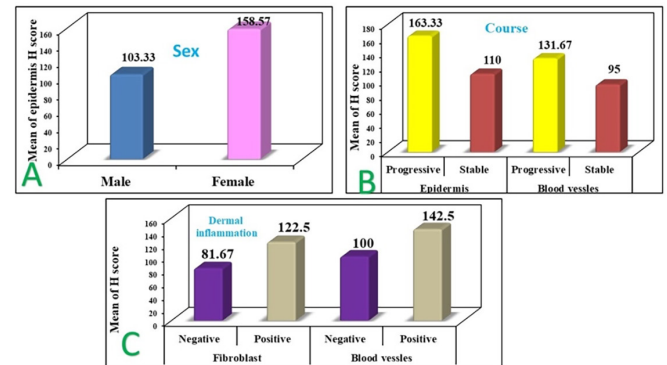 Mean of epidermis H score
160
140
120
100
80
60
40
20
0
103.33
158.57
Sex
Male Female
A
Mean of H score
180
160
140
120
100
80
60
40
20
0
Course
163.33
110
131.67
95
Progressive Stable Progressive Stable
Epidermis Blood vessles
B
Mean of H score
160
140
120
100
80
60
40
20
0
Dermal
inflammation
81.67
122.5
100
142.5
Negative Positive Negative Positive
Fibroblast Blood vessles
C